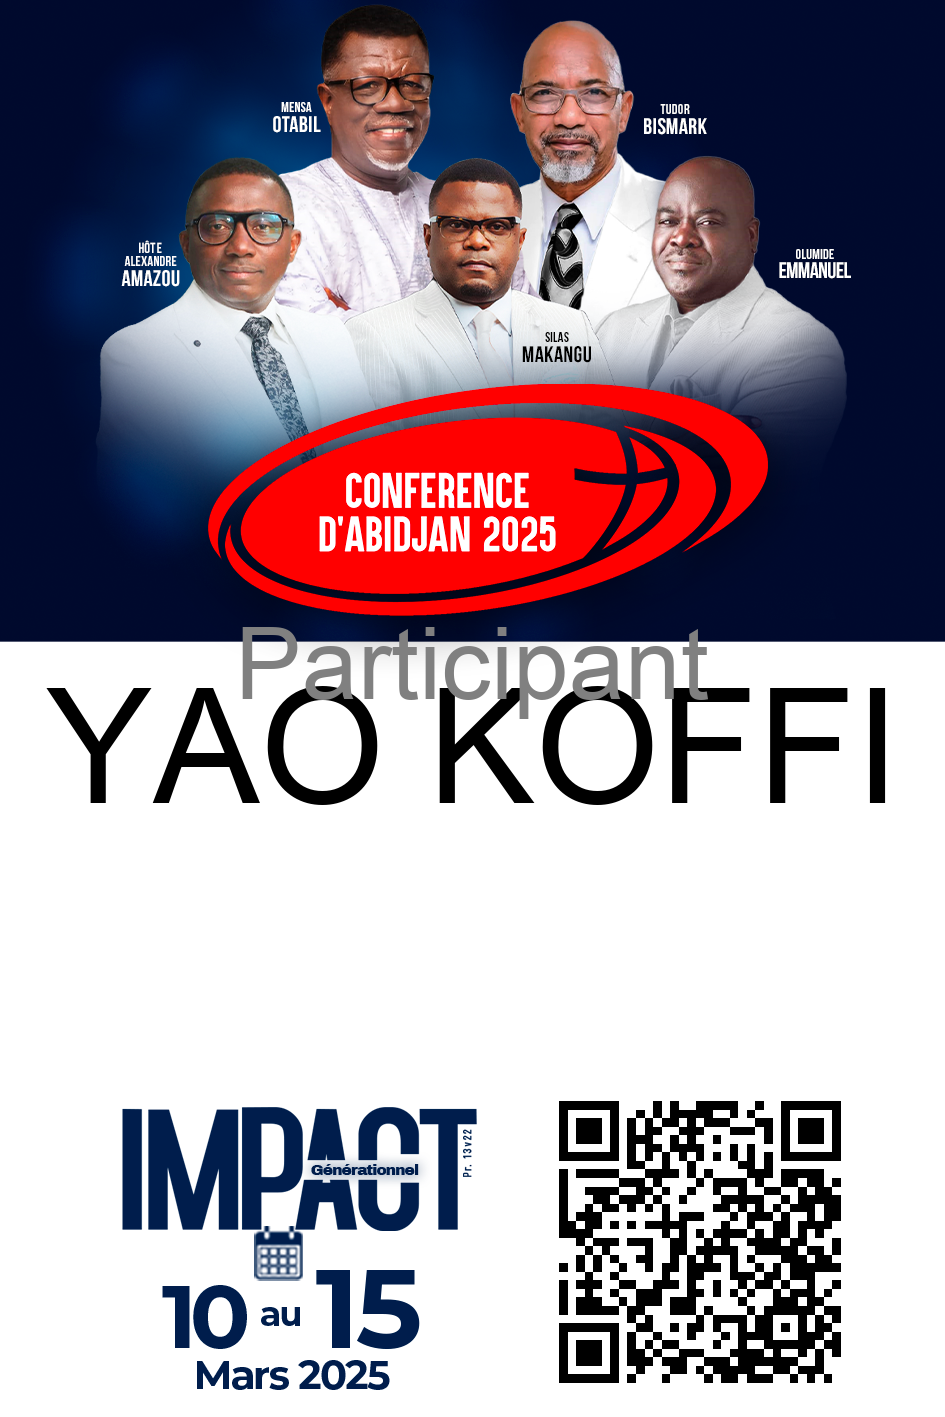 MENSA
OTABIL
TUDOR
BISMARK
HÔTE
ALEXANDRE
AMAZOU
OLUMIDE
EMMANUEL
SILAS
MAKANGU
CONFERENCE
D'ABIDJAN 2025
Participant
YAO KOFFI
IMPACT
Générationnel
Pr. 13v22
10 au 15
Mars 2025